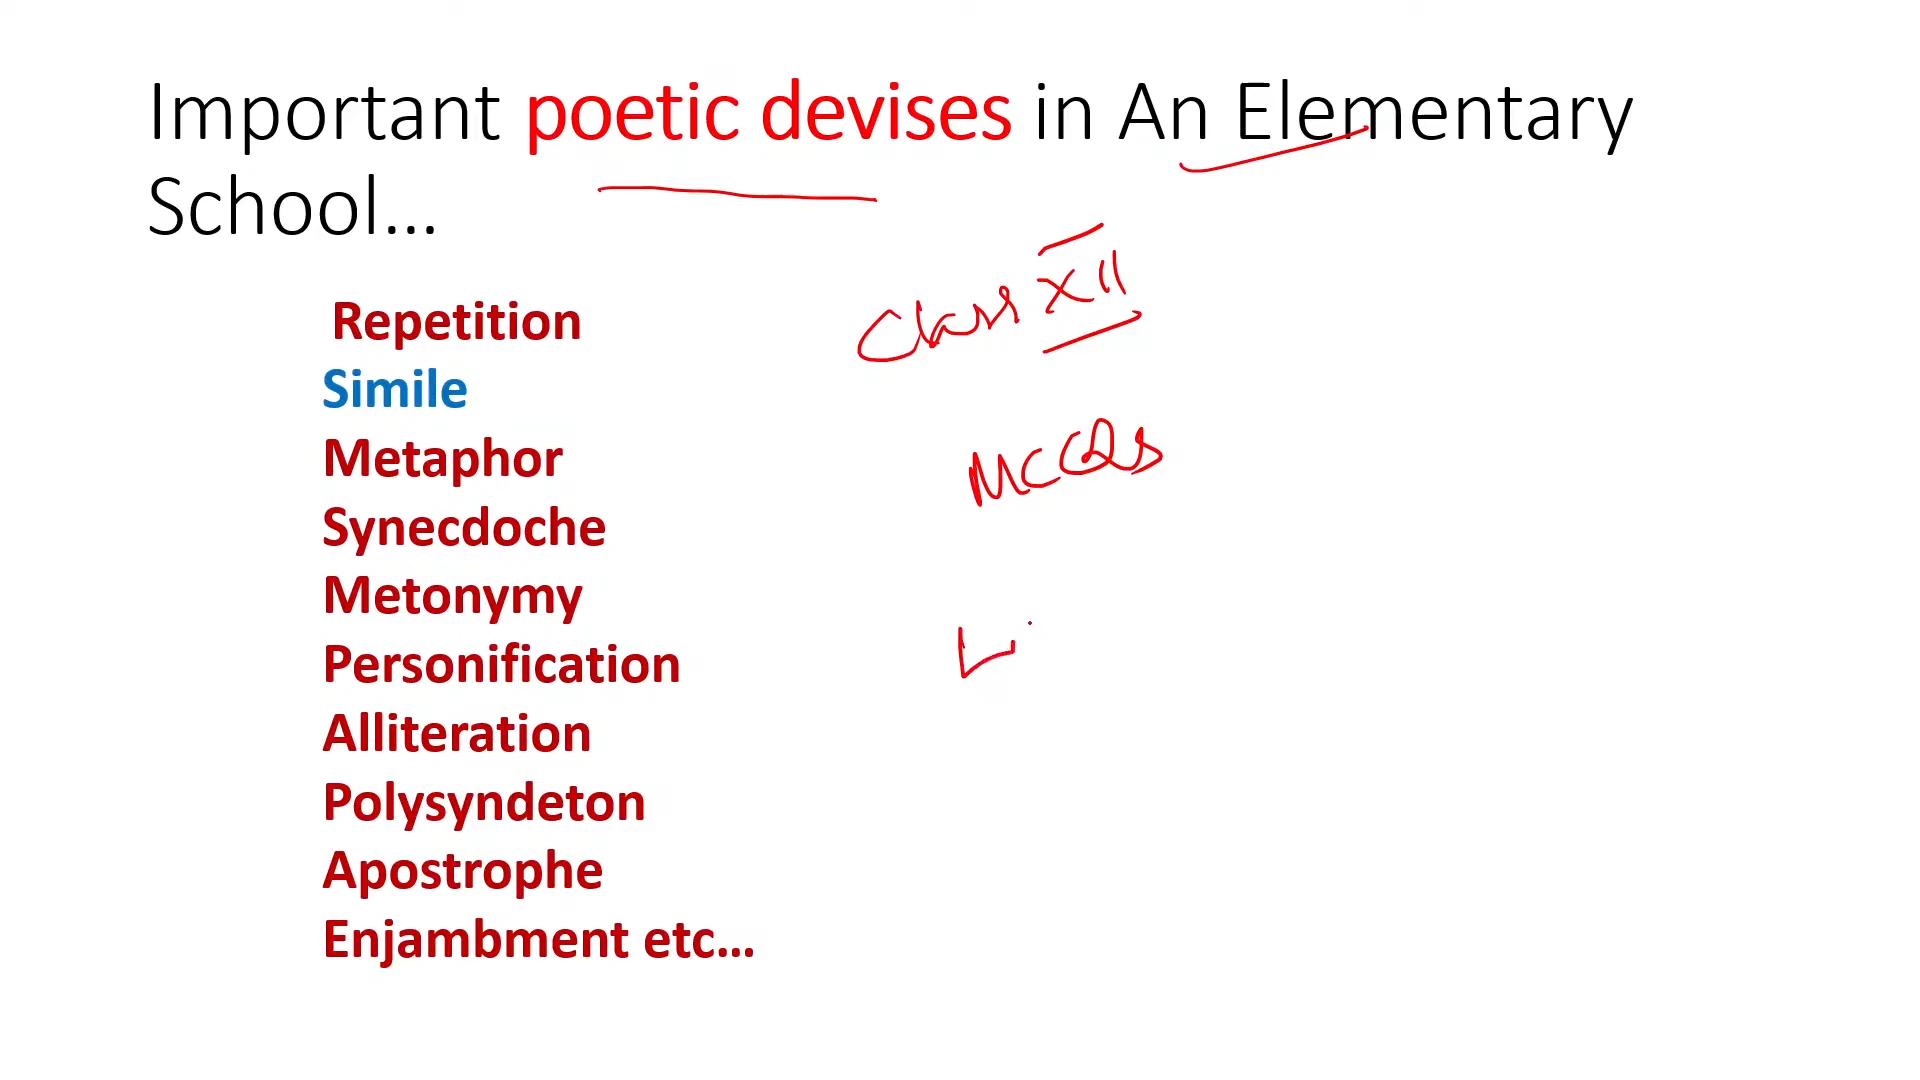 Important poetic devises in An Elementary
School...
Repetition
Simile
Metaphor
Synecdoche
Metonymy
Personification
Alliteration
Polysyndeton
Apostrophe
Enjambment etc...
Class XII
MCQs